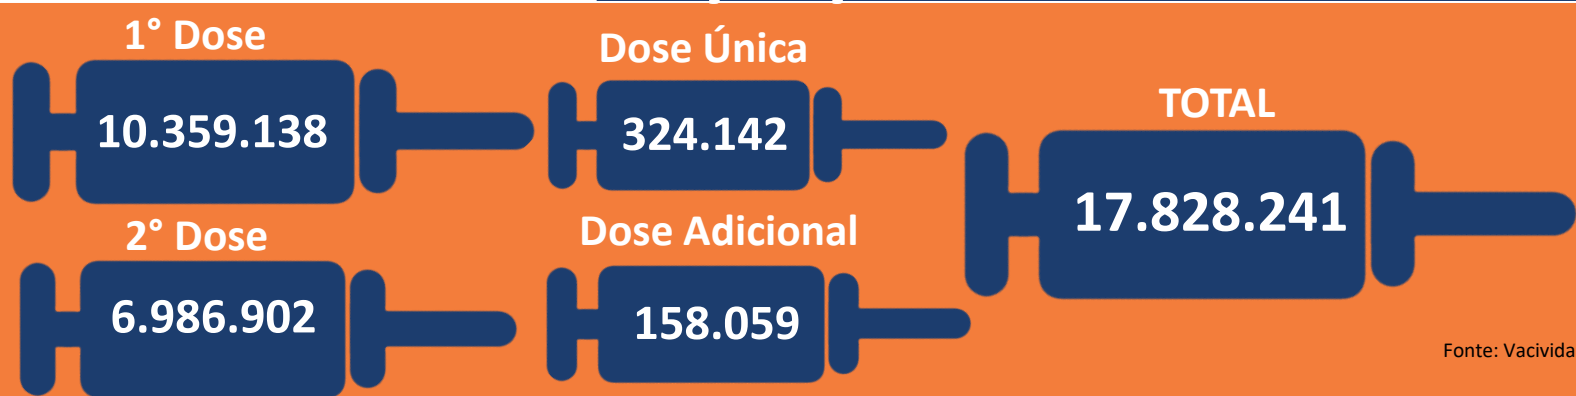 1° Dose
10.359.138
2° Dose
6.986.902
Dose Única
324.142
Dose Adicional
158.059
TOTAL
17.828.241
Fonte: Vacivida